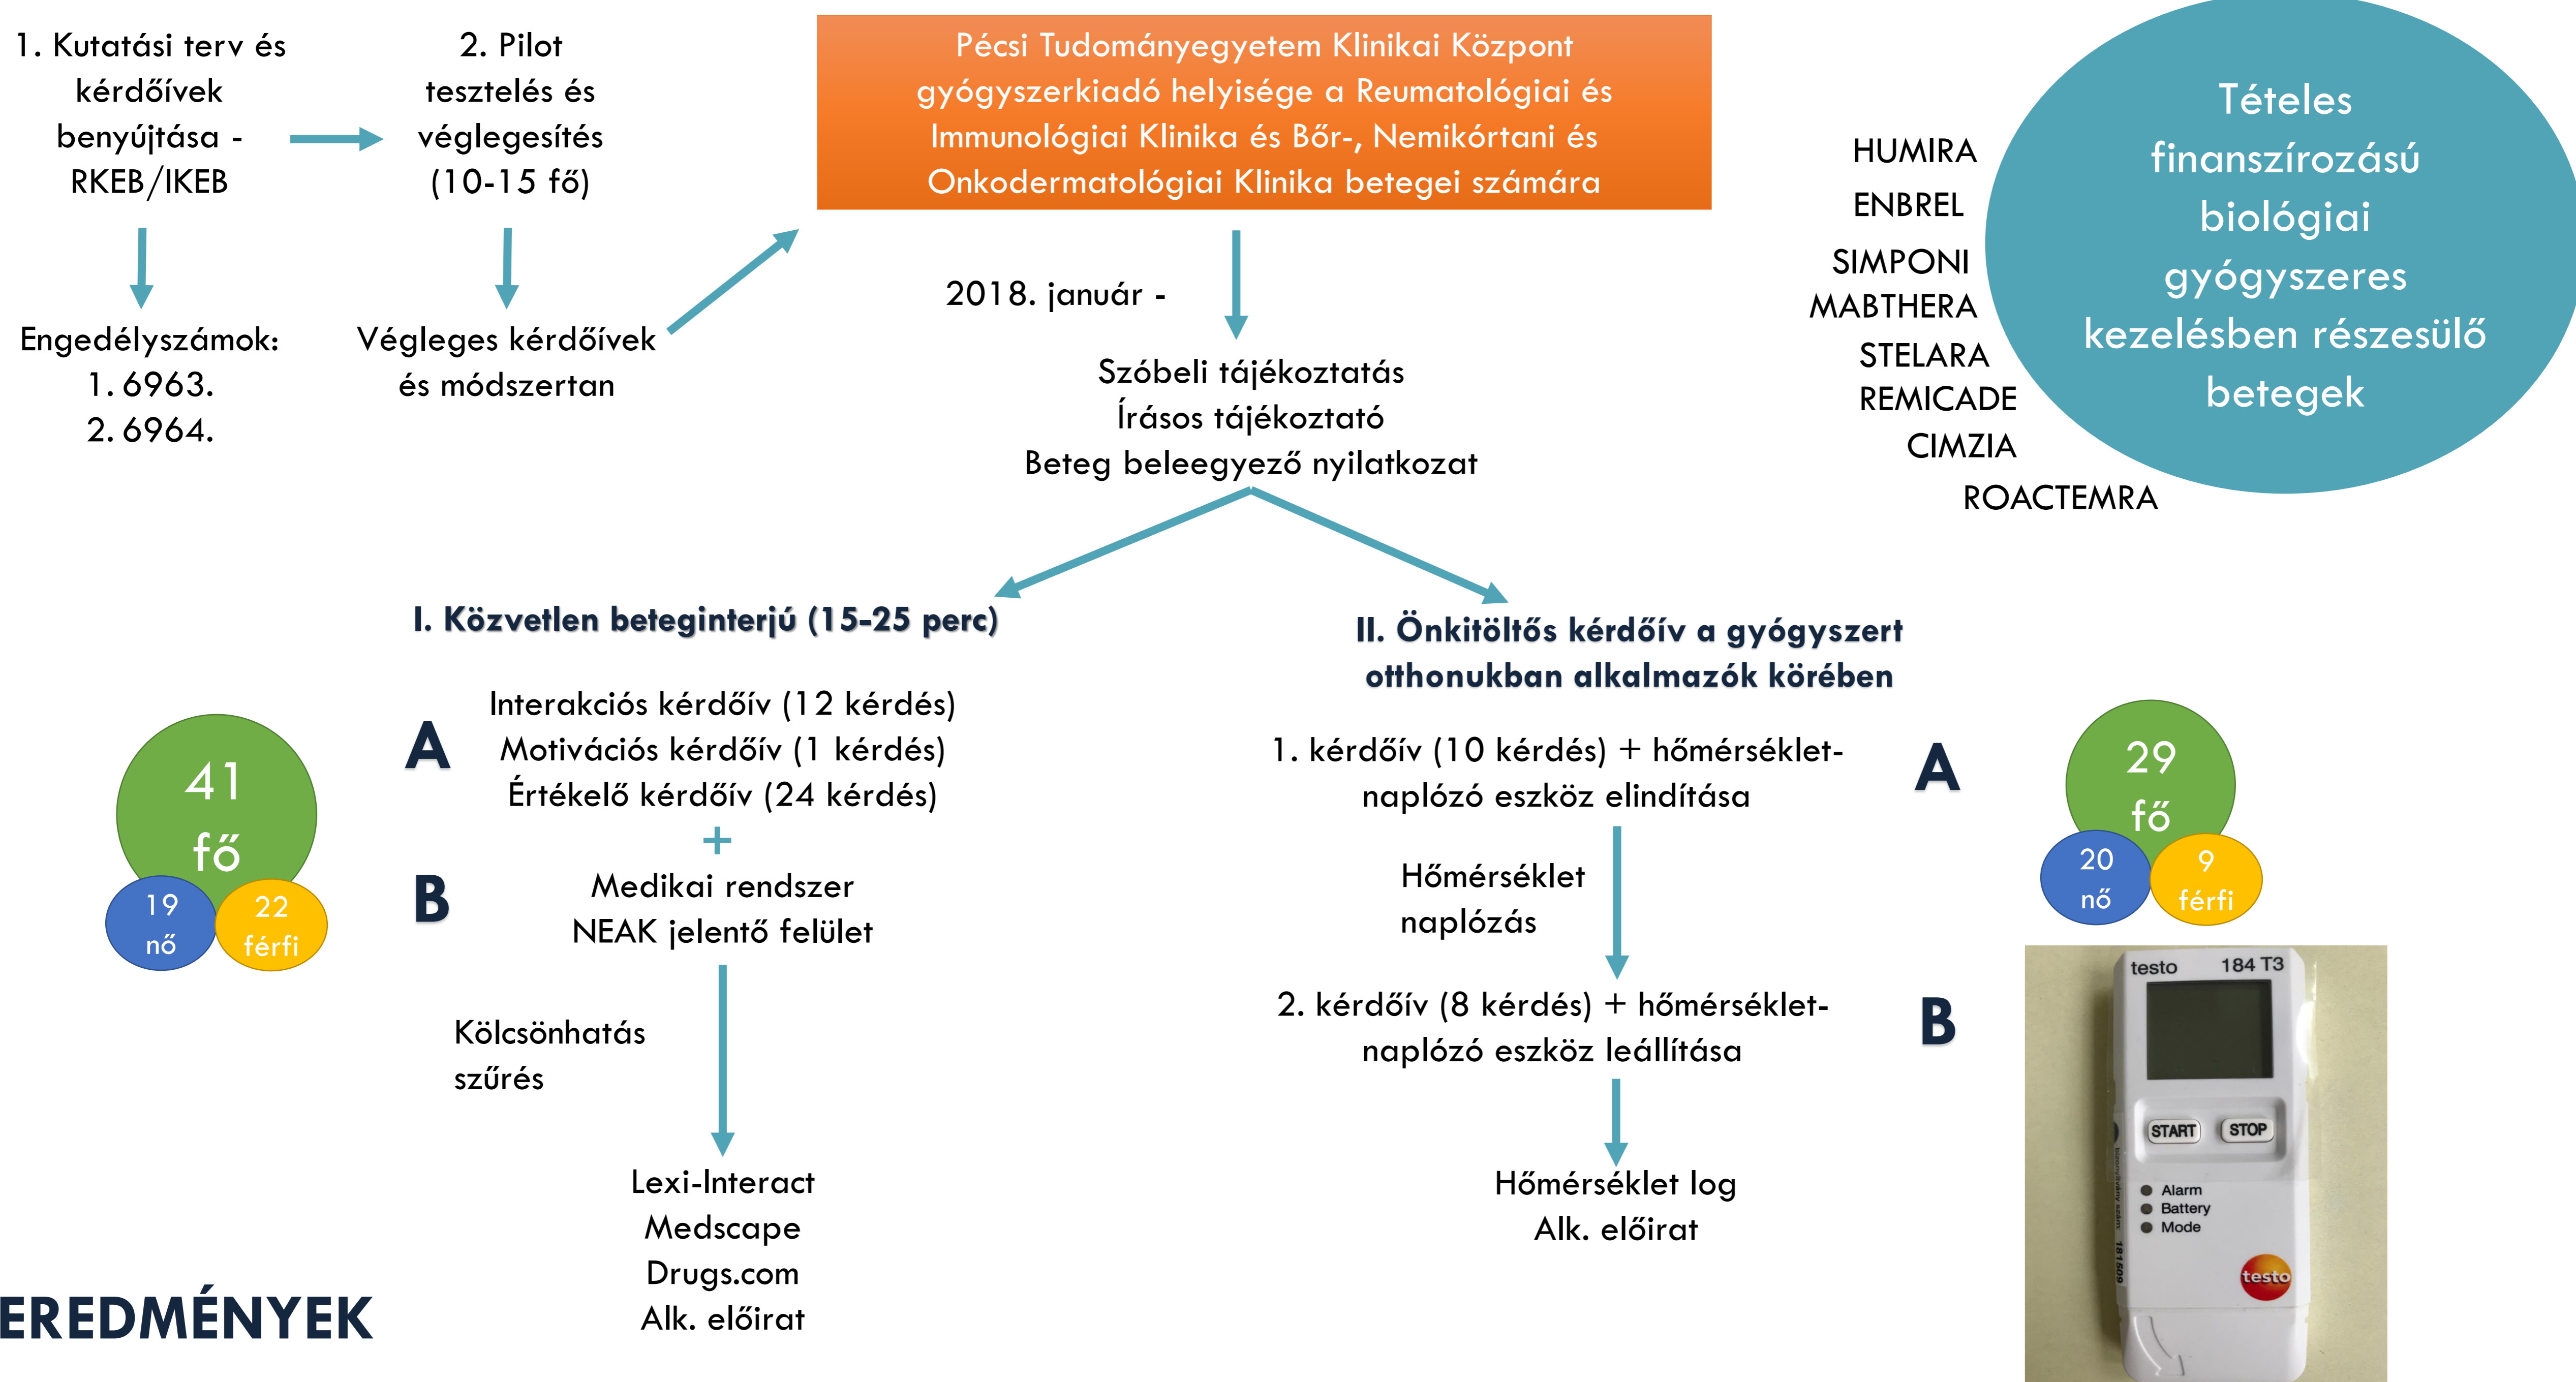 1. Kutatási terv és
kérdőívek
benyújtása -
RKEB/IKEB
2. Pilot
tesztelés és
véglegesítés
(10-15 fő)
Pécsi Tudományegyetem Klinikai Központ
gyógyszerkiadó helyisége a Reumatológiai és
Immunológiai Klinika és Bőr-, Nemikórtani és
Onkodermatológiai Klinika betegei számára
HUMIRA
ENBREL
SIMPONI
MABTHERA
STELARA
REMICADE
CIMZIA
ROACTEMRA
Tételes
finanszírozású
biológiai
gyógyszeres
kezelésben részesülő
betegek
Engedélyszámok:
1. 6963.
2. 6964.
Végleges kérdőívek
és módszertan
2018. január -
Szóbeli tájékoztatás
Írásos tájékoztató
Beteg beleegyező nyilatkozat
I. Közvetlen beteginterjú (15-25 perc)
41
fő
19
nő
22
férfi
A
Interakciós kérdőív (12 kérdés)
Motivációs kérdőív (1 kérdés)
Értékelő kérdőív (24 kérdés)
+
B
Medikai rendszer
NEAK jelentő felület
Kölcsönhatás
szűrés
Lexi-Interact
Medscape
Drugs.com
Alk. előirat
II. Önkitöltős kérdőív a gyógyszert
otthonukban alkalmazók körében
1. kérdőív (10 kérdés) + hőmérséklet-
naplózó eszköz elindítása
A
29
fő
20
nő
9
férfi
Hőmérséklet
naplózás
2. kérdőív (8 kérdés) + hőmérséklet-
naplózó eszköz leállítása
B
Hőmérséklet log
Alk. előirat
testo 184 T3
START STOP
Alarm
Battery
Mode
testo
EREDMÉNYEK